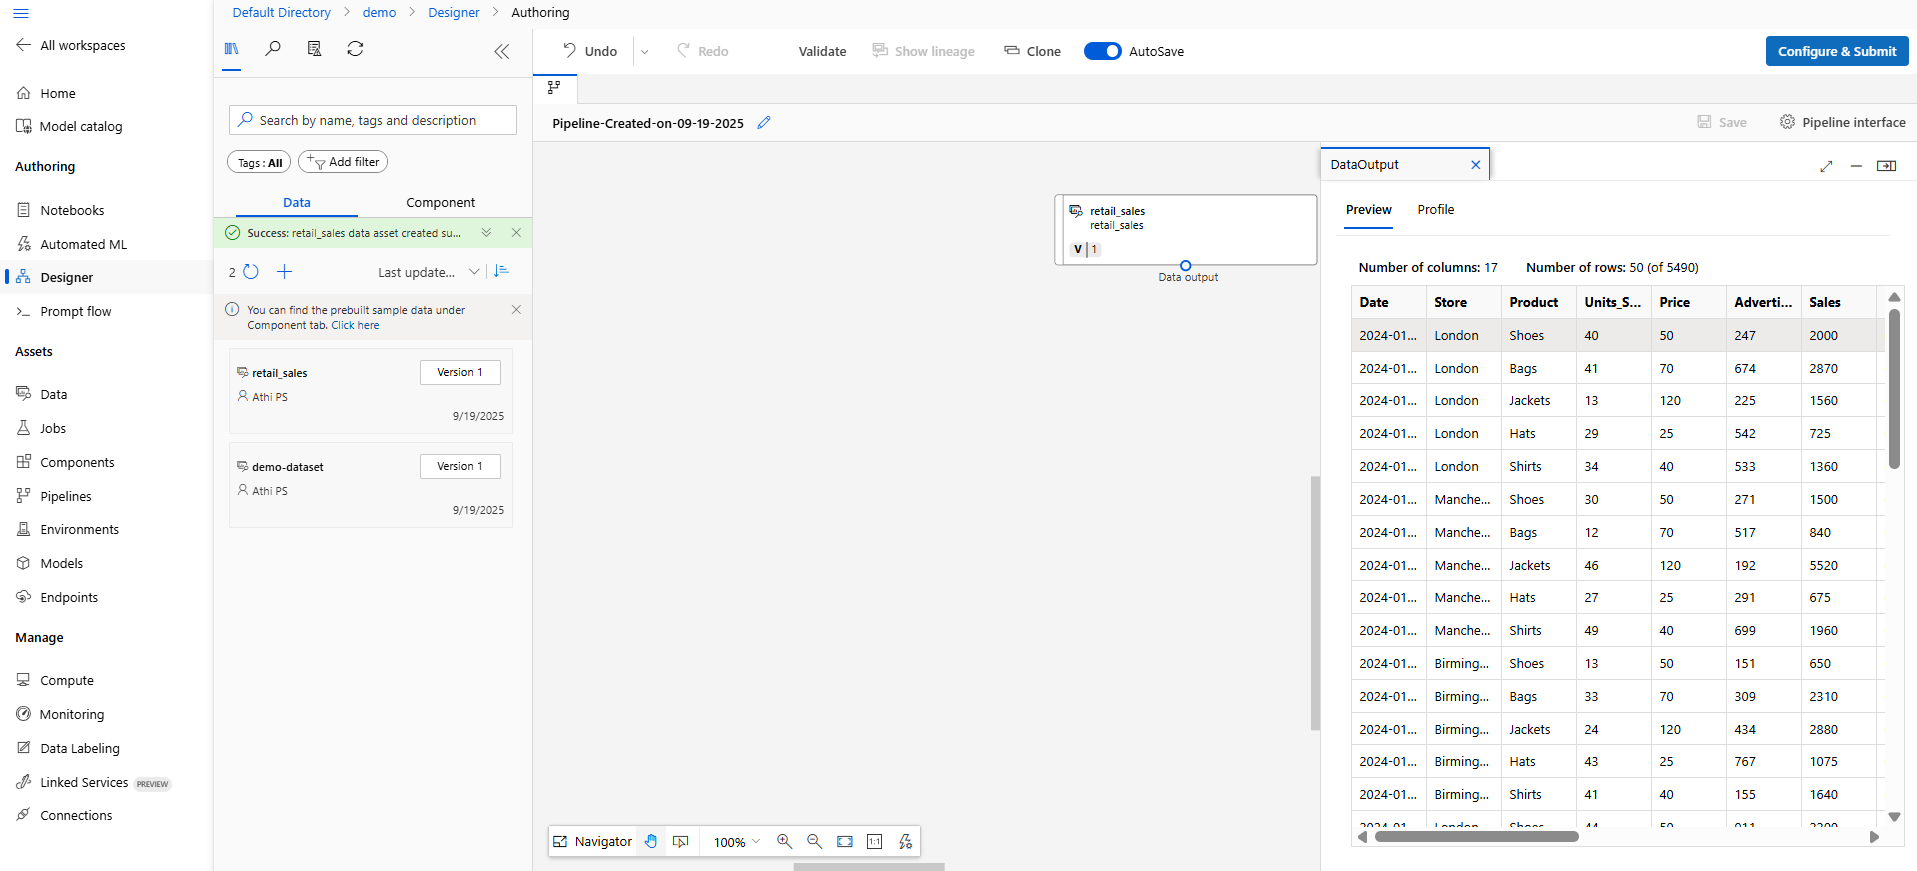 Default Directory > demo > Designer > Authoring
All workspaces
Home
Model catalog
Authoring
Notebooks
Automated ML
Designer
Prompt flow
Assets
Data
Jobs
Components
Pipelines
Environments
Models
Endpoints
Manage
Compute
Monitoring
Data Labeling
Linked Services PREVIEW
Connections
Search by name, tags and description
Tags : All Add filter
Data Component
Success: retail_sales data asset created su...
2 Last update...
You can find the prebuilt sample data under
Component tab. Click here
retail_sales Version 1
Athi PS
9/19/2025
demo-dataset Version 1
Athi PS
9/19/2025
Undo Redo Validate Show lineage Clone AutoSave Configure & Submit
Pipeline-Created-on-09-19-2025 Save Pipeline interface
retail_sales
retail_sales
V 1
Data output
Navigator 100% 1:1
DataOutput
Preview Profile
Number of columns: 17 Number of rows: 50 (of 5490)
Date Store Product Units_S... Price Adverti... Sales
2024-01... London Shoes 40 50 247 2000
2024-01... London Bags 41 70 674 2870
2024-01... London Jackets 13 120 225 1560
2024-01... London Hats 29 25 542 725
2024-01... London Shirts 34 40 533 1360
2024-01... Manche... Shoes 30 50 271 1500
2024-01... Manche... Bags 12 70 517 840
2024-01... Manche... Jackets 46 120 192 5520
2024-01... Manche... Hats 27 25 291 675
2024-01... Manche... Shirts 49 40 699 1960
2024-01... Birming... Shoes 13 50 151 650
2024-01... Birming... Bags 33 70 309 2310
2024-01... Birming... Jackets 24 120 434 2880
2024-01... Birming... Hats 43 25 767 1075
2024-01... Birming... Shirts 41 40 155 1640